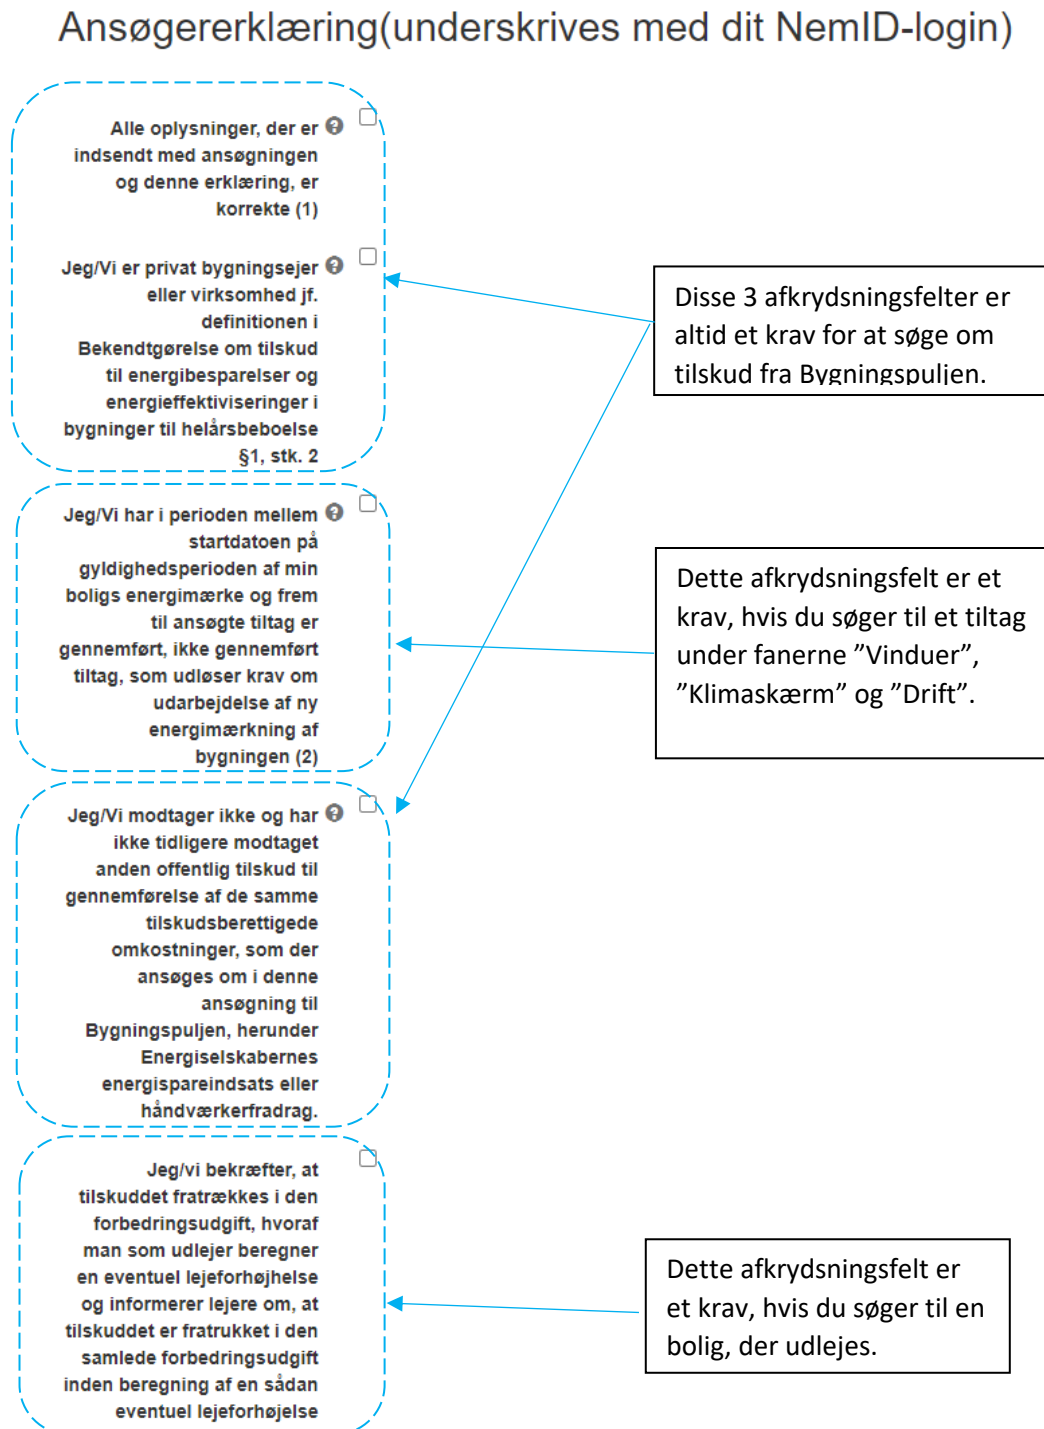 Ansøgererklæring(underskrives med dit NemID-login)
Alle oplysninger, der er
indsendt med ansøgningen
og denne erklæring, er
korrekte (1)
Jeg/Vi er privat bygningsejer
eller virksomhed jf.
definitionen i
Bekendtgørelse om tilskud
til energibesparelser og
energieffektiviseringer i
bygninger til helårsbeboelse
§1, stk. 2
Disse 3 afkrydsningsfelter er
altid et krav for at søge om
tilskud fra Bygningspuljen.
Jeg/Vi har i perioden mellem
startdatoen på
gyldighedsperioden af min
boligs energimærke og frem
til ansøgte tiltag er
gennemført, ikke gennemført
tiltag, som udløser krav om
udarbejdelse af ny
energimærkning af
bygningen (2)
Dette afkrydsningsfelt er et
krav, hvis du søger til et tiltag
under fanerne ”Vinduer”,
”Klimaskærm” og ”Drift”.
Jeg/Vi modtager ikke og har
ikke tidligere modtaget
anden offentlig tilskud til
gennemførelse af de samme
tilskudsberettigede
omkostninger, som der
ansøges om i denne
ansøgning til
Bygningspuljen, herunder
Energiselskabernes
energispareindsats eller
håndværkerfradrag.
Jeg/vi bekræfter, at
tilskuddet fratrækkes i den
forbedringsudgift, hvoraf
man som udlejer beregner
en eventuel lejeforhøjhelse
og informerer lejere om, at
tilskuddet er fratrukket i den
samlede forbedringsudgift
inden beregning af en sådan
eventuel lejeforhøjelse
Dette afkrydsningsfelt er
et krav, hvis du søger til en
bolig, der udlejes.